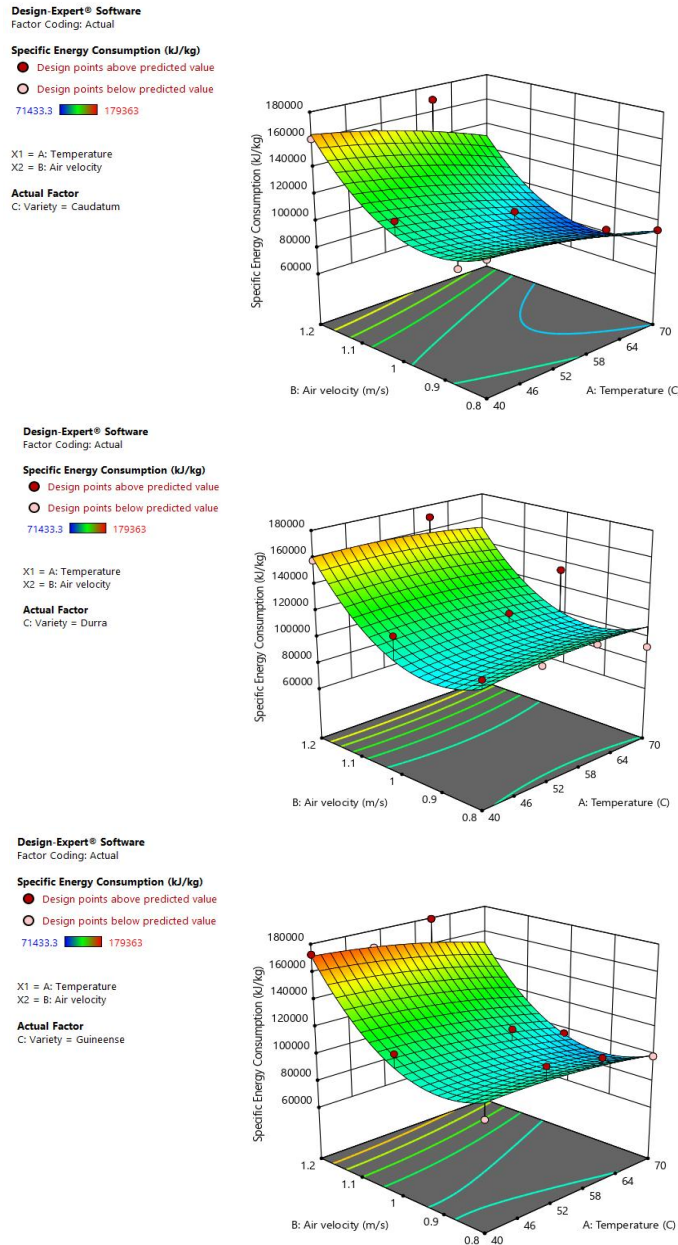 Design-Expert® Software
Factor Coding: Actual
Specific Energy Consumption (kJ/kg)
Design points above predicted value
Design points below predicted value
71433.3 179363
X1 = A: Temperature
X2 = B: Air velocity
Actual Factor
C: Variety = Caudatum
180000
160000
140000
120000
100000
80000
60000
Specific Energy Consumption (kJ/kg)
1.2
1.1
1
0.9
0.8
B: Air velocity (m/s)
40
46
52
58
64
70
A: Temperature (C
Design-Expert® Software
Factor Coding: Actual
Specific Energy Consumption (kJ/kg)
Design points above predicted value
Design points below predicted value
71433.3 179363
X1 = A: Temperature
X2 = B: Air velocity
Actual Factor
C: Variety = Durra
180000
160000
140000
120000
100000
80000
60000
Specific Energy Consumption (kJ/kg)
1.2
1.1
1
0.9
0.8
B: Air velocity (m/s)
40
46
52
58
64
70
A: Temperature (C)
Design-Expert® Software
Factor Coding: Actual
Specific Energy Consumption (kJ/kg)
Design points above predicted value
Design points below predicted value
71433.3 179363
X1 = A: Temperature
X2 = B: Air velocity
Actual Factor
C: Variety = Guineense
180000
160000
140000
120000
100000
80000
60000
Specific Energy Consumption (kJ/kg)
1.2
1.1
1
0.9
0.8
B: Air velocity (m/s)
40
46
52
58
64
70
A: Temperature (C)